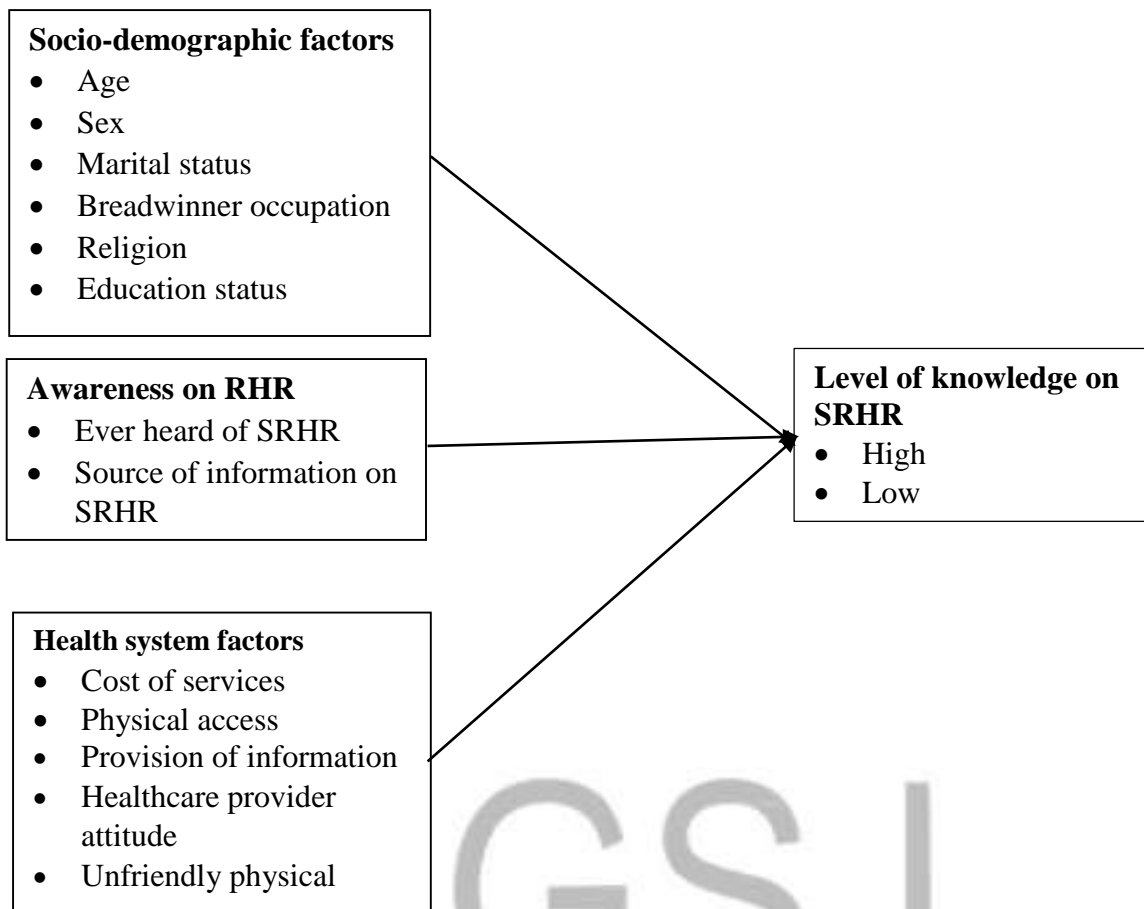 Socio-demographic factors
• Age
• Sex
• Marital status
• Breadwinner occupation
• Religion
• Education status
Awareness on RHR
• Ever heard of SRHR
• Source of information on
SRHR
Health system factors
• Cost of services
• Physical access
• Provision of information
• Healthcare provider
attitude
• Unfriendly physical
Level of knowledge on
SRHR
• High
• Low
GSJ